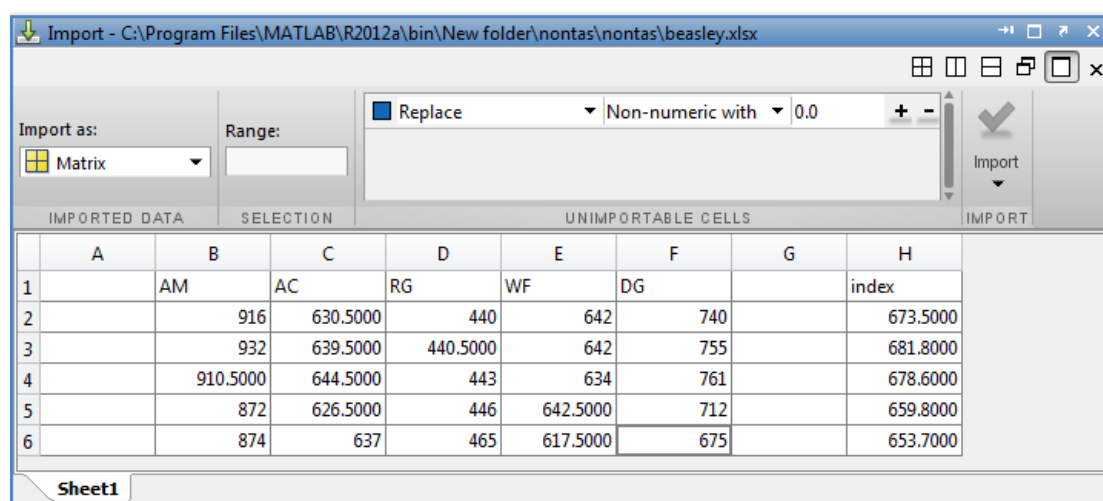 Import - C:\Program Files\MATLAB\R2012a\bin\New folder\nontas\nontas\beasley.xlsx
Import as: Range: Replace Non-numeric with 0.0 + -
Matrix Import
IMPORTED DATA SELECTION UNIMPORTABLE CELLS IMPORT
A B C D E F G H
1 AM AC RG WF DG index
2 916 630.5000 440 642 740 673.5000
3 932 639.5000 440.5000 642 755 681.8000
4 910.5000 644.5000 443 634 761 678.6000
5 872 626.5000 446 642.5000 712 659.8000
6 874 637 465 617.5000 675 653.7000
Sheet1